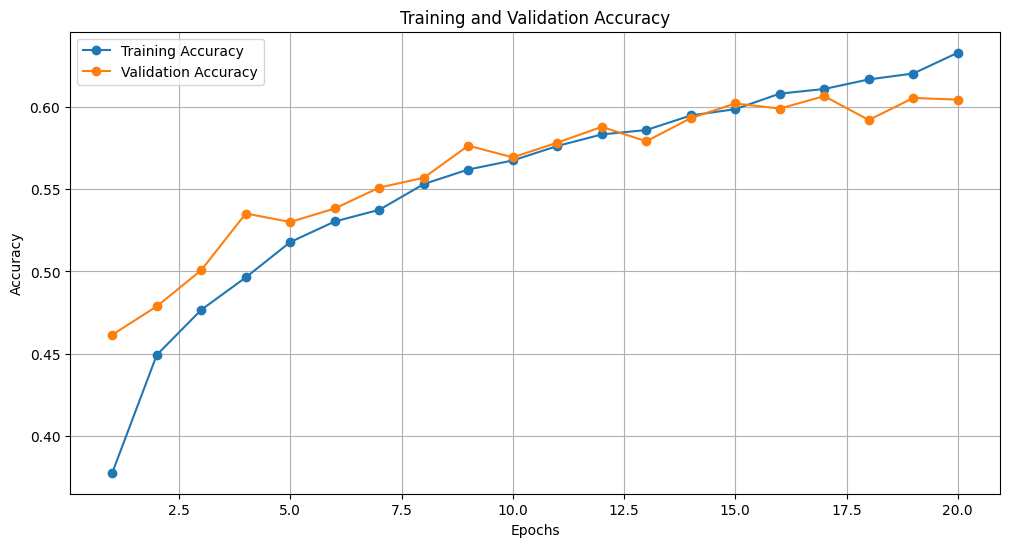 Training and Validation Accuracy
Training Accuracy
Validation Accuracy
Accuracy
0.60
0.55
0.50
0.45
0.40
2.5 5.0 7.5 10.0 12.5 15.0 17.5 20.0
Epochs